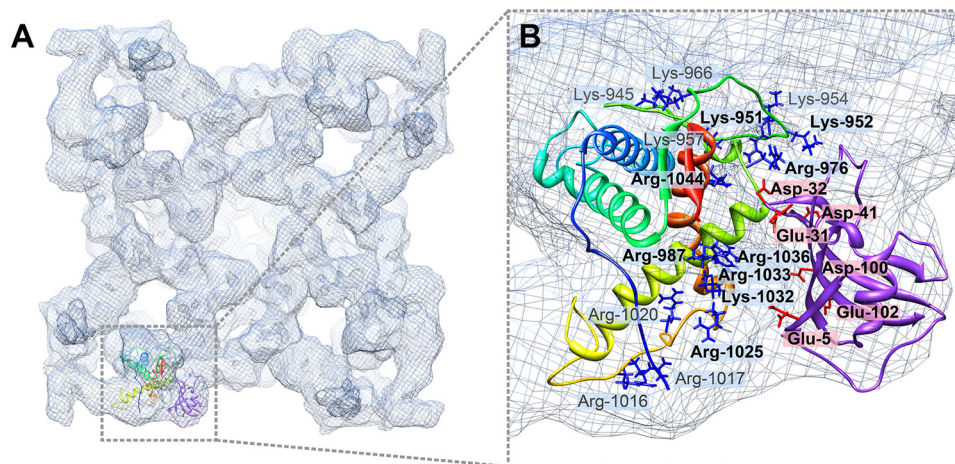 A
B
Lys-966
Lys-945
Lys-954
Lys-951
Lys-952
Lys-957
Arg-976
Arg-1044
Asp-32
Asp-41
Glu-31
Arg-987
Arg-1036
Asp-100
Arg-1033
Lys-1032
Glu-102
Arg-1020
Glu-5
Arg-1025
Arg-1017
Arg-1016